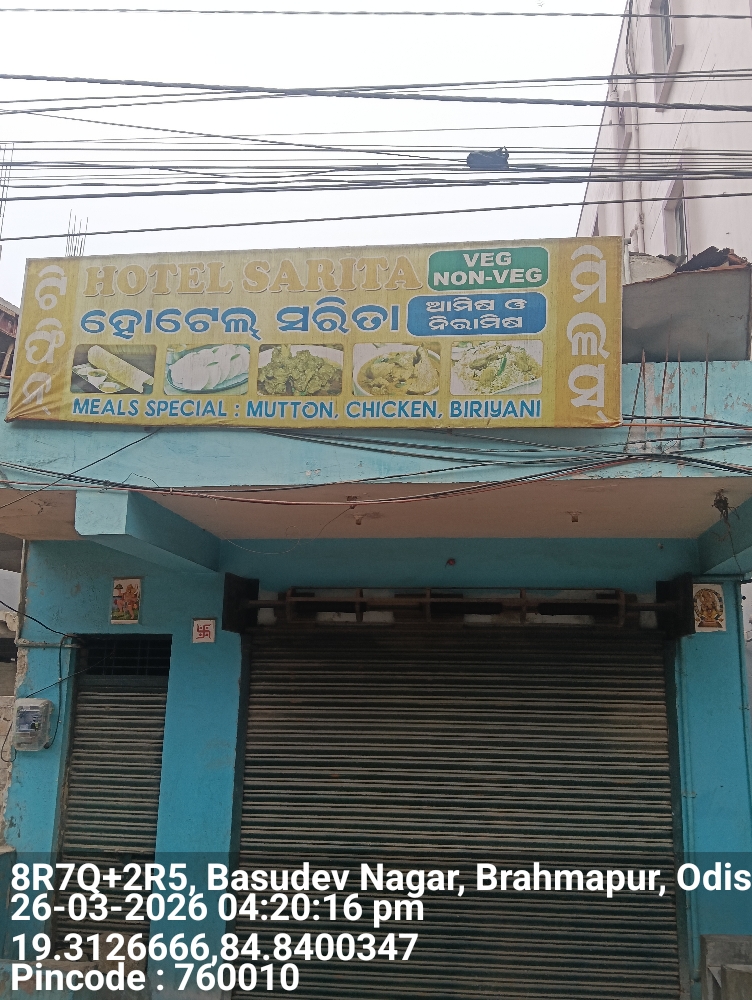 HOTEL SARITA
VEG
NON-VEG
ହୋଟେଲ୍ ସରିତା
ଆମିଷ ଓ
ନିରାମିଷ
ଟିଫିନ୍
ମିଲସ୍
MEALS SPECIAL : MUTTON, CHICKEN, BIRIYANI
8R7Q+2R5, Basudev Nagar, Brahmapur, Odis
26-03-2026 04:20:16 pm
19.3126666,84.8400347
Pincode : 760010